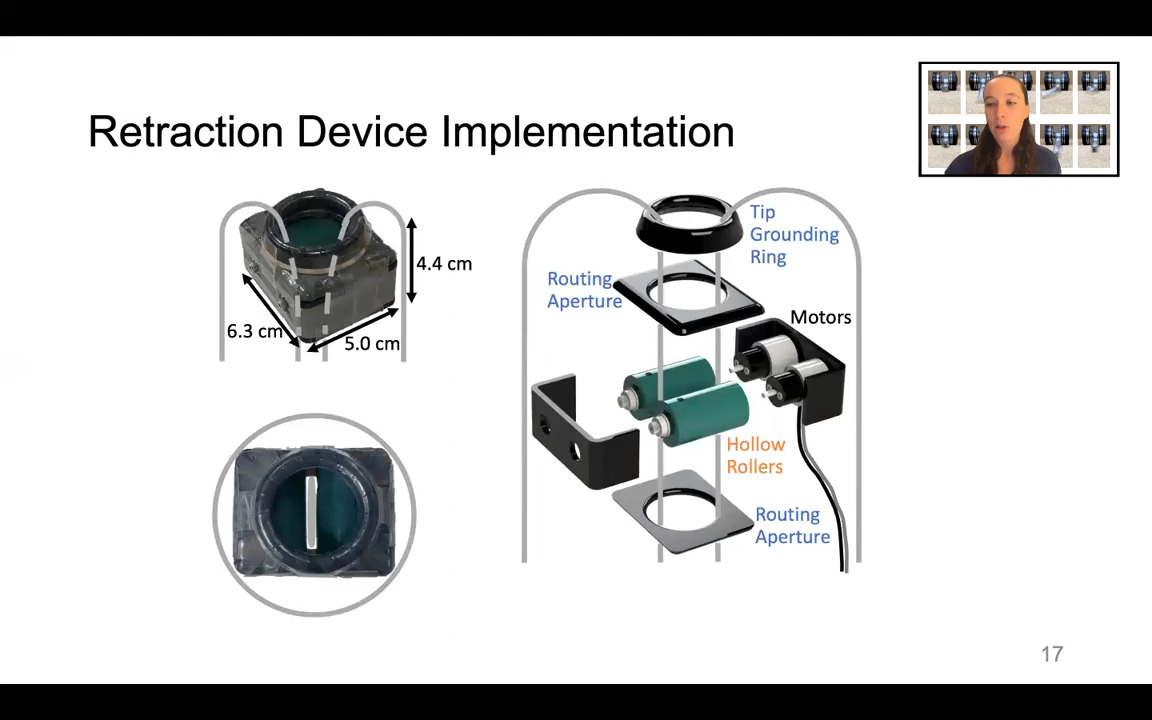 Retraction Device Implementation
4.4 cm
6.3 cm
5.0 cm
Tip
Grounding
Ring
Routing
Aperture
Motors
Hollow
Rollers
Routing
Aperture
17